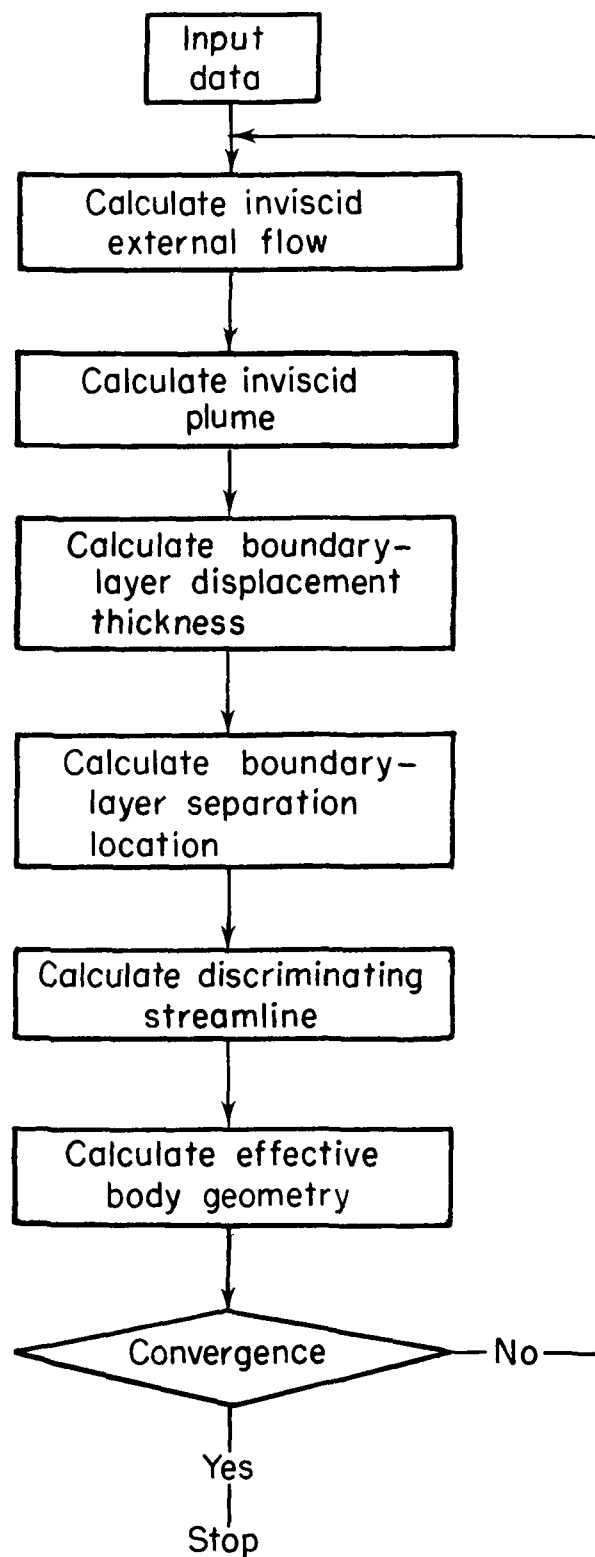 Input
data
Calculate inviscid
external flow
Calculate inviscid
plume
Calculate boundary-
layer displacement
thickness
Calculate boundary-
layer separation
location
Calculate discriminating
streamline
Calculate effective
body geometry
Convergence
No
Yes
Stop